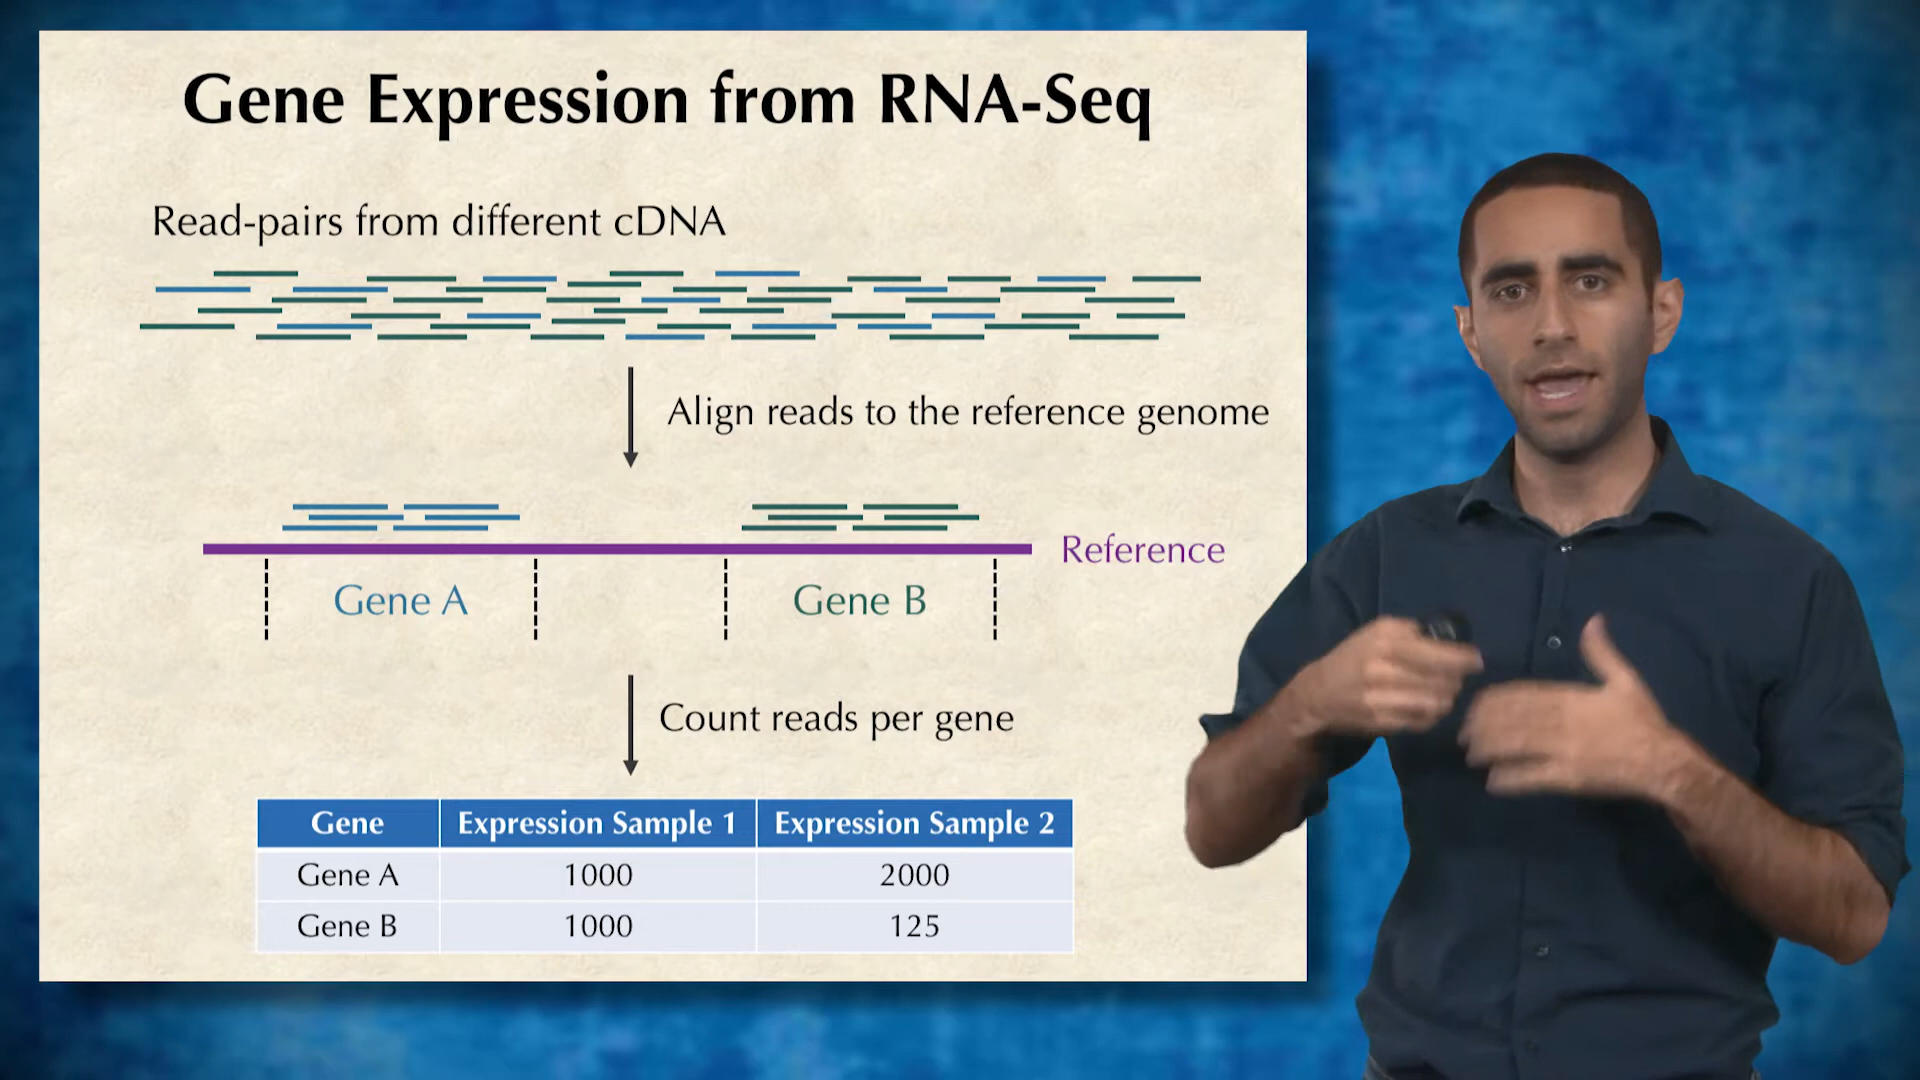 Gene Expression from RNA-Seq
Read-pairs from different cDNA
Align reads to the reference genome
Reference
Gene A
Gene B
Count reads per gene
Gene Expression Sample 1 Expression Sample 2
Gene A 1000 2000
Gene B 1000 125